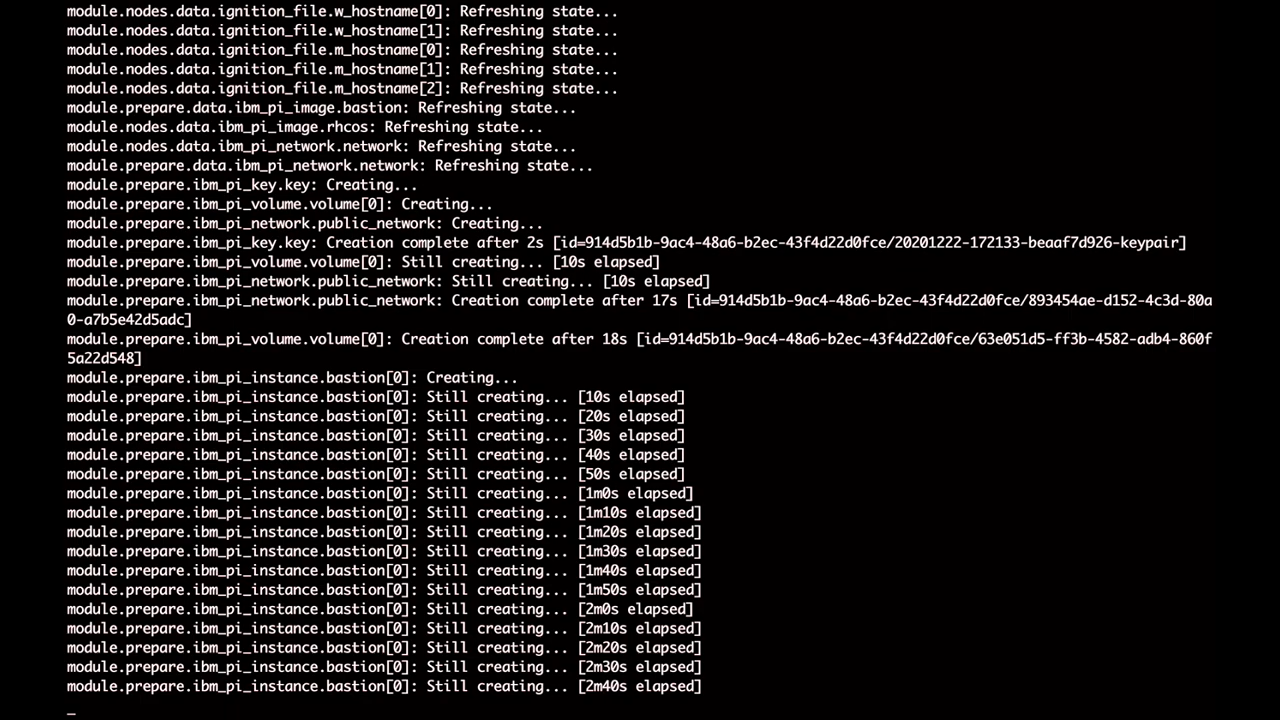 module.nodes.data.ignition_file.w_hostname[0]: Refreshing state...
module.nodes.data.ignition_file.w_hostname[1]: Refreshing state...
module.nodes.data.ignition_file.m_hostname[0]: Refreshing state...
module.nodes.data.ignition_file.m_hostname[1]: Refreshing state...
module.nodes.data.ignition_file.m_hostname[2]: Refreshing state...
module.prepare.data.ibm_pi_image.bastion: Refreshing state...
module.nodes.data.ibm_pi_image.rhcos: Refreshing state...
module.nodes.data.ibm_pi_network.network: Refreshing state...
module.prepare.data.ibm_pi_network.network: Refreshing state...
module.prepare.ibm_pi_key.key: Creating...
module.prepare.ibm_pi_volume.volume[0]: Creating...
module.prepare.ibm_pi_network.public_network: Creating...
module.prepare.ibm_pi_key.key: Creation complete after 2s [id=914d5b1b-9ac4-48a6-b2ec-43f4d22d0fce/20201222-172133-beaaf7d926-keypair]
module.prepare.ibm_pi_volume.volume[0]: Still creating... [10s elapsed]
module.prepare.ibm_pi_network.public_network: Still creating... [10s elapsed]
module.prepare.ibm_pi_network.public_network: Creation complete after 17s [id=914d5b1b-9ac4-48a6-b2ec-43f4d22d0fce/893454ae-d152-4c3d-80a
0-a7b5e42d5adc]
module.prepare.ibm_pi_volume.volume[0]: Creation complete after 18s [id=914d5b1b-9ac4-48a6-b2ec-43f4d22d0fce/63e051d5-ff3b-4582-adb4-860f
5a22d548]
module.prepare.ibm_pi_instance.bastion[0]: Creating...
module.prepare.ibm_pi_instance.bastion[0]: Still creating... [10s elapsed]
module.prepare.ibm_pi_instance.bastion[0]: Still creating... [20s elapsed]
module.prepare.ibm_pi_instance.bastion[0]: Still creating... [30s elapsed]
module.prepare.ibm_pi_instance.bastion[0]: Still creating... [40s elapsed]
module.prepare.ibm_pi_instance.bastion[0]: Still creating... [50s elapsed]
module.prepare.ibm_pi_instance.bastion[0]: Still creating... [1m0s elapsed]
module.prepare.ibm_pi_instance.bastion[0]: Still creating... [1m10s elapsed]
module.prepare.ibm_pi_instance.bastion[0]: Still creating... [1m20s elapsed]
module.prepare.ibm_pi_instance.bastion[0]: Still creating... [1m30s elapsed]
module.prepare.ibm_pi_instance.bastion[0]: Still creating... [1m40s elapsed]
module.prepare.ibm_pi_instance.bastion[0]: Still creating... [1m50s elapsed]
module.prepare.ibm_pi_instance.bastion[0]: Still creating... [2m0s elapsed]
module.prepare.ibm_pi_instance.bastion[0]: Still creating... [2m10s elapsed]
module.prepare.ibm_pi_instance.bastion[0]: Still creating... [2m20s elapsed]
module.prepare.ibm_pi_instance.bastion[0]: Still creating... [2m30s elapsed]
module.prepare.ibm_pi_instance.bastion[0]: Still creating... [2m40s elapsed]